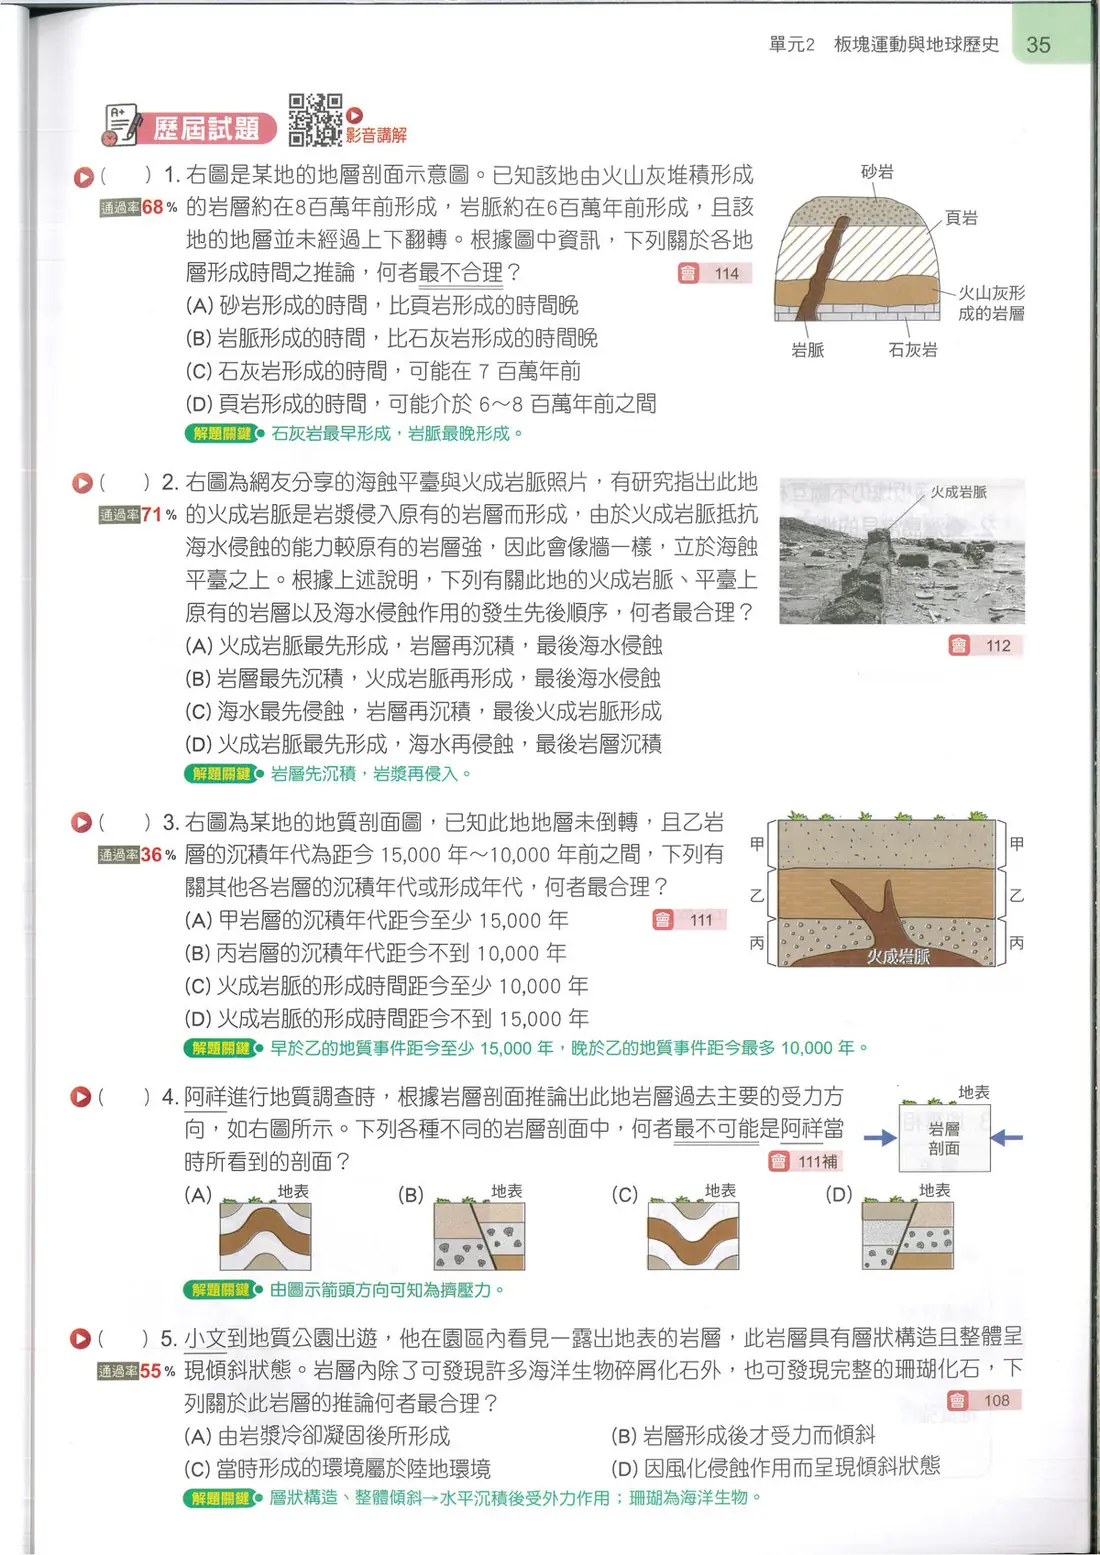 單元2 板塊運動與地球歷史 35
A+ 歷屆試題 影音講解
( ) 1. 右圖是某地的地層剖面示意圖。已知該地由火山灰堆積形成
通過率68% 的岩層約在8百萬年前形成，岩脈約在6百萬年前形成，且該
地的地層並未經過上下翻轉。根據圖中資訊，下列關於各地
層形成時間之推論，何者最不合理？ 會 114
(A) 砂岩形成的時間，比頁岩形成的時間晚
(B) 岩脈形成的時間，比石灰岩形成的時間晚
(C) 石灰岩形成的時間，可能在 7 百萬年前
(D) 頁岩形成的時間，可能介於 6～8 百萬年前之間
解題關鍵 石灰岩最早形成，岩脈最晚形成。
砂岩
頁岩
火山灰形
成的岩層
岩脈 石灰岩
( ) 2. 右圖為網友分享的海蝕平臺與火成岩脈照片，有研究指出此地
通過率71% 的火成岩脈是岩漿侵入原有的岩層而形成，由於火成岩脈抵抗
海水侵蝕的能力較原有的岩層強，因此會像牆一樣，立於海蝕
平臺之上。根據上述說明，下列有關此地的火成岩脈、平臺上
原有的岩層以及海水侵蝕作用的發生先後順序，何者最合理？
(A) 火成岩脈最先形成，岩層再沉積，最後海水侵蝕
(B) 岩層最先沉積，火成岩脈再形成，最後海水侵蝕
(C) 海水最先侵蝕，岩層再沉積，最後火成岩脈形成
(D) 火成岩脈最先形成，海水再侵蝕，最後岩層沉積
解題關鍵 岩層先沉積，岩漿再侵入。
火成岩脈
會 112
( ) 3. 右圖為某地的地質剖面圖，已知此地地層未倒轉，且乙岩
通過率36% 層的沉積年代為距今 15,000 年～10,000 年前之間，下列有
關其他各岩層的沉積年代或形成年代，何者最合理？
(A) 甲岩層的沉積年代距今至少 15,000 年 會 111
(B) 丙岩層的沉積年代距今不到 10,000 年
(C) 火成岩脈的形成時間距今至少 10,000 年
(D) 火成岩脈的形成時間距今不到 15,000 年
解題關鍵 早於乙的地質事件距今至少 15,000 年，晚於乙的地質事件距今最多 10,000 年。
甲 甲
乙 乙
丙 丙
火成岩脈
( ) 4. 阿祥進行地質調查時，根據岩層剖面推論出此地岩層過去主要的受力方
向，如右圖所示。下列各種不同的岩層剖面中，何者最不可能是阿祥當
時所看到的剖面？ 會 111補
地表
岩層
剖面
(A) 地表 (B) 地表 (C) 地表 (D) 地表
解題關鍵 由圖示箭頭方向可知為擠壓力。
( ) 5. 小文到地質公園出遊，他在園區內看見一露出地表的岩層，此岩層具有層狀構造且整體呈
通過率55% 現傾斜狀態。岩層內除了可發現許多海洋生物碎屑化石外，也可發現完整的珊瑚化石，下
列關於此岩層的推論何者最合理？ 會 108
(A) 由岩漿冷卻凝固後所形成 (B) 岩層形成後才受力而傾斜
(C) 當時形成的環境屬於陸地環境 (D) 因風化侵蝕作用而呈現傾斜狀態
解題關鍵 層狀構造、整體傾斜→水平沉積後受外力作用；珊瑚為海洋生物。